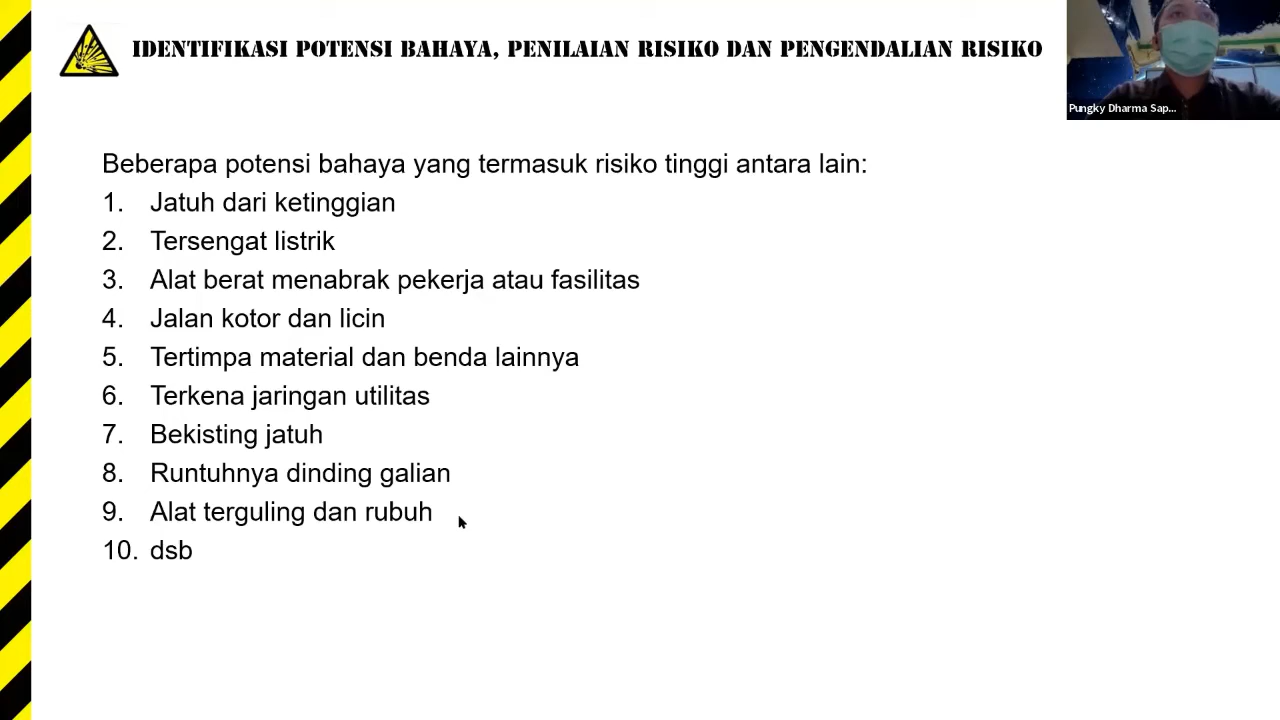 IDENTIFIKASI POTENSI BAHAYA, PENILAIAN RISIKO DAN PENGENDALIAN RISIKO
Pungky Dharma Sap...
Beberapa potensi bahaya yang termasuk risiko tinggi antara lain:
1. Jatuh dari ketinggian
2. Tersengat listrik
3. Alat berat menabrak pekerja atau fasilitas
4. Jalan kotor dan licin
5. Tertimpa material dan benda lainnya
6. Terkena jaringan utilitas
7. Bekisting jatuh
8. Runtuhnya dinding galian
9. Alat terguling dan rubuh
10. dsb